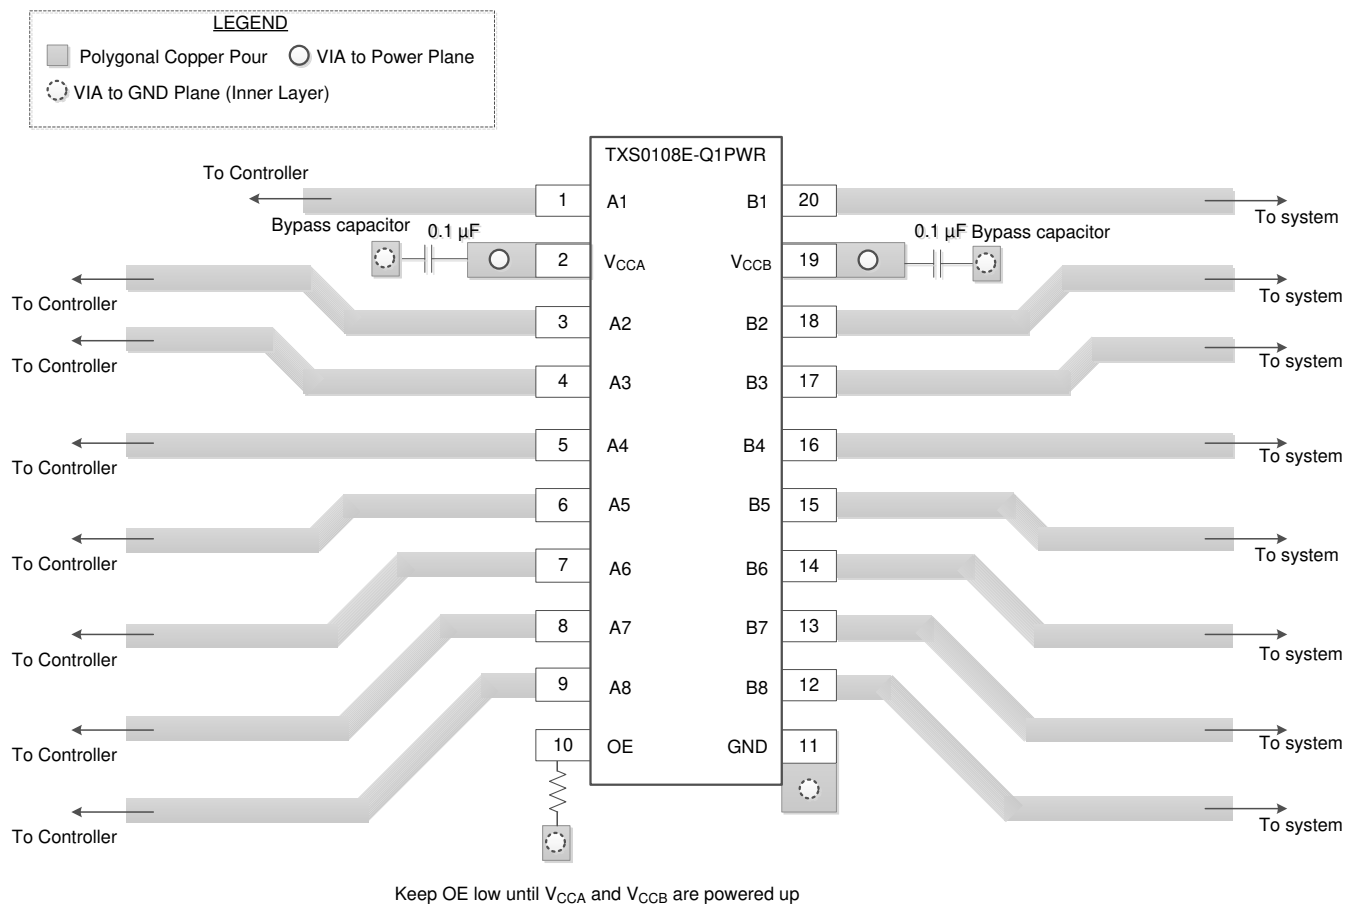 LEGEND
Polygonal Copper Pour
VIA to Power Plane
VIA to GND Plane (Inner Layer)
TXS0108E-Q1PWR
To Controller
1 A1 B1 20
To system
Bypass capacitor
0.1 µF
0.1 µF
Bypass capacitor
2 VCCA VCCB 19
To Controller
To system
3 A2 B2 18
To Controller
To system
4 A3 B3 17
To Controller
To system
5 A4 B4 16
To Controller
To system
6 A5 B5 15
To Controller
To system
7 A6 B6 14
To Controller
To system
8 A7 B7 13
To Controller
To system
9 A8 B8 12
To Controller
To system
10 OE GND 11
Keep OE low until VCCA and VCCB are powered up